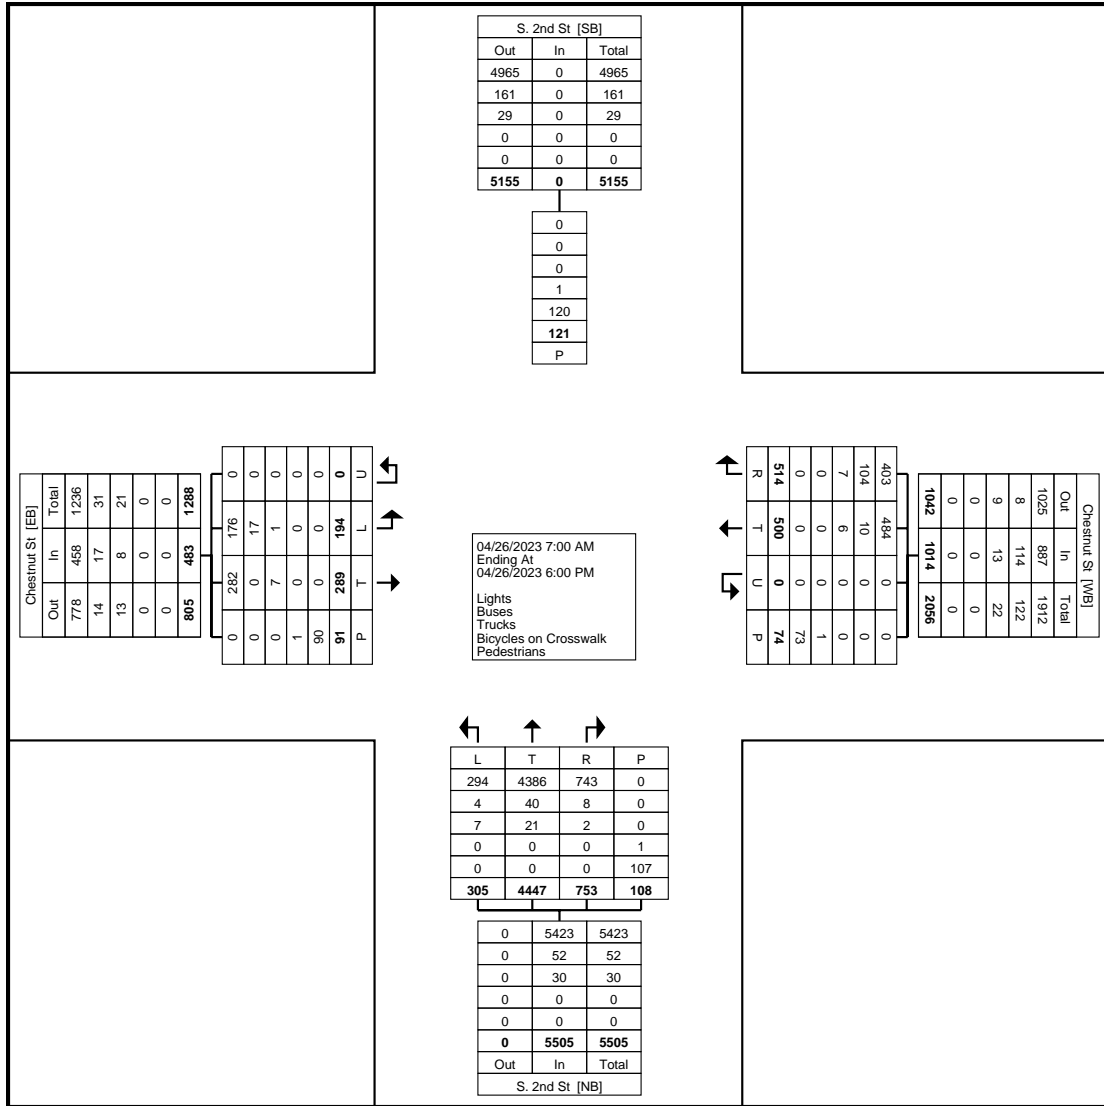 S. 2nd St [SB]
Out In Total
4965 0 4965
161 0 161
29 0 29
0 0 0
0 0 0
5155 0 5155
0
0
0
1
120
121
P
Chestnut St [EB]
Total In Out
1236 458 778
31 17 14
21 8 13
0 0 0
0 0 0
1288 483 805
0 176 282 0
0 17 0 0
0 1 7 0
0 0 0 1
0 0 0 90
0 194 289 91
U L T P
04/26/2023 7:00 AM
Ending At
04/26/2023 6:00 PM
Lights
Buses
Trucks
Bicycles on Crosswalk
Pedestrians
R T U P
514 500 0 74
0 0 0 73
0 0 0 1
7 6 0 0
104 10 0 0
403 484 0 0
Chestnut St [WB]
Out In Total
1025 887 1912
8 114 122
9 13 22
0 0 0
0 0 0
1042 1014 2056
L T R P
294 4386 743 0
4 40 8 0
7 21 2 0
0 0 0 1
0 0 0 107
305 4447 753 108
0 5423 5423
0 52 52
0 30 30
0 0 0
0 0 0
0 5505 5505
Out In Total
S. 2nd St [NB]